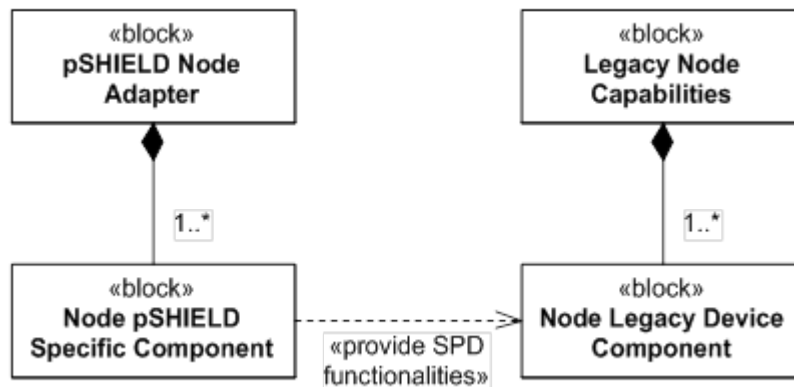 «block»
pSHIELD Node
Adapter
«block»
Legacy Node
Capabilities
1..*
1..*
«block»
Node pSHIELD
Specific Component
«provide SPD
functionalities»
«block»
Node Legacy Device
Component